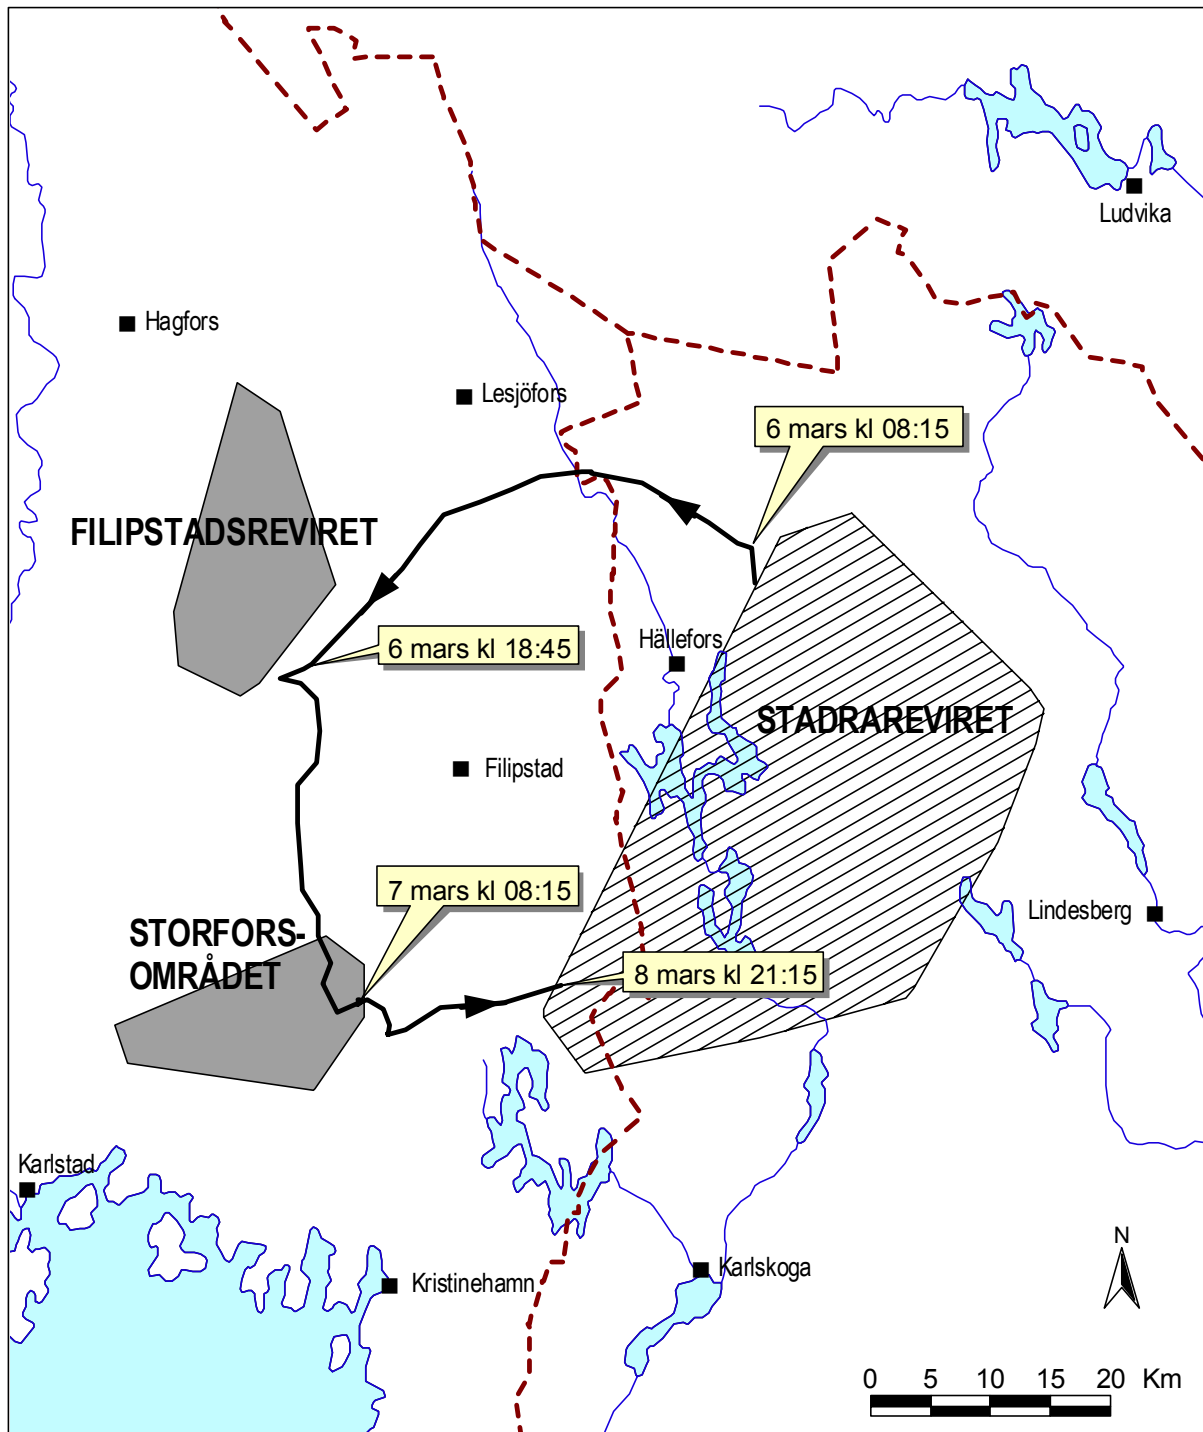 Ludvika
Hagfors
Lesjöfors
6 mars kl 08:15
FILIPSTADSREVIRET
6 mars kl 18:45
Hällefors
STADRAREVIRET
Filipstad
7 mars kl 08:15
Lindesberg
STORFORS-
OMRÅDET
8 mars kl 21:15
Karlstad
N
Karlskoga
Kristinehamn
0 5 10 15 20 Km